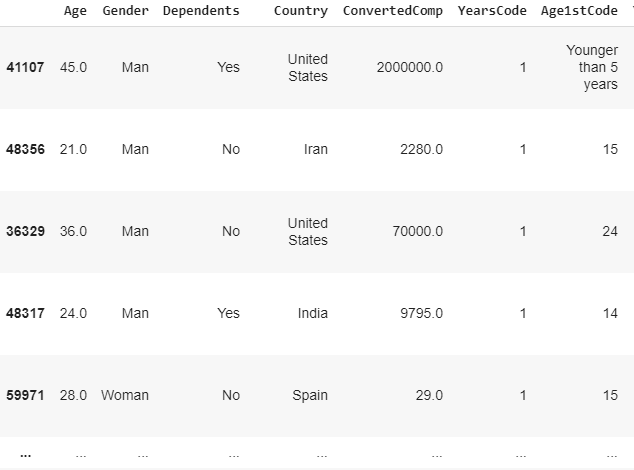 Age Gender Dependents Country ConvertedComp YearsCode Age1stCode
41107 45.0 Man Yes United States 2000000.0 1 Younger than 5 years
48356 21.0 Man No Iran 2280.0 1 15
36329 36.0 Man No United States 70000.0 1 24
48317 24.0 Man Yes India 9795.0 1 14
59971 28.0 Woman No Spain 29.0 1 15
... ... ... ... ... ... ... ...